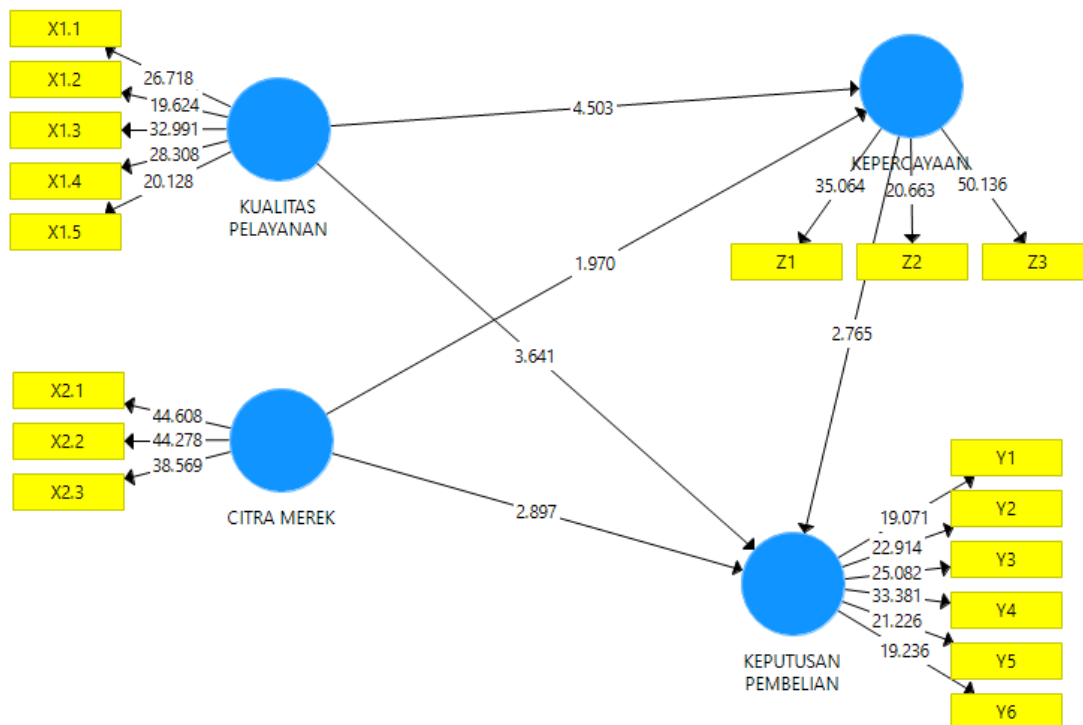 X1.1
X1.2
X1.3
X1.4
X1.5
26.718
19.624
32.991
28.308
20.128
KUALITAS
PELAYANAN
4.503
KEPERCAYAAN
35.064
20.663
50.136
Z1
Z2
Z3
1.970
2.765
3.641
X2.1
X2.2
X2.3
44.608
44.278
38.569
CITRA MEREK
2.897
KEPUTUSAN
PEMBELIAN
19.071
22.914
25.082
33.381
21.226
19.236
Y1
Y2
Y3
Y4
Y5
Y6